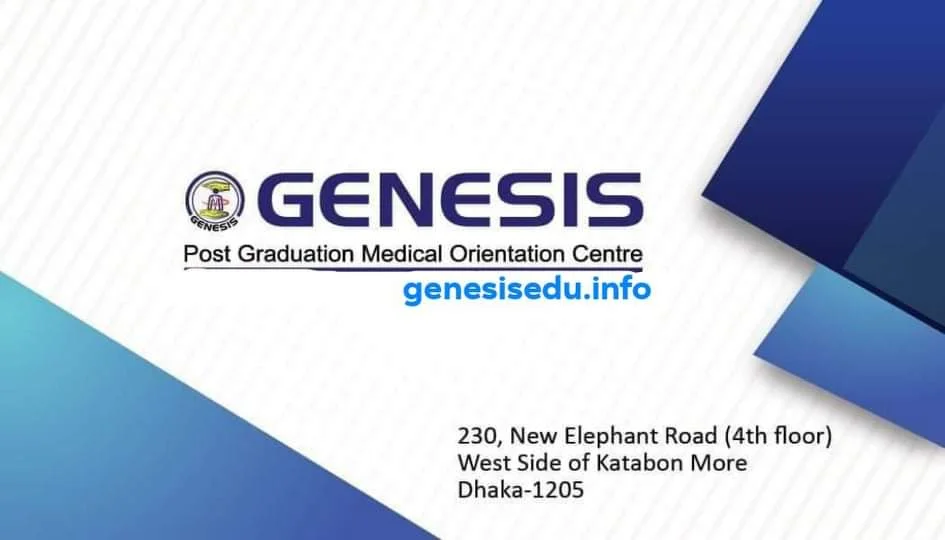 GENESIS
GENESIS
Post Graduation Medical Orientation Centre
genesisedu.info
230, New Elephant Road (4th floor)
West Side of Katabon More
Dhaka-1205